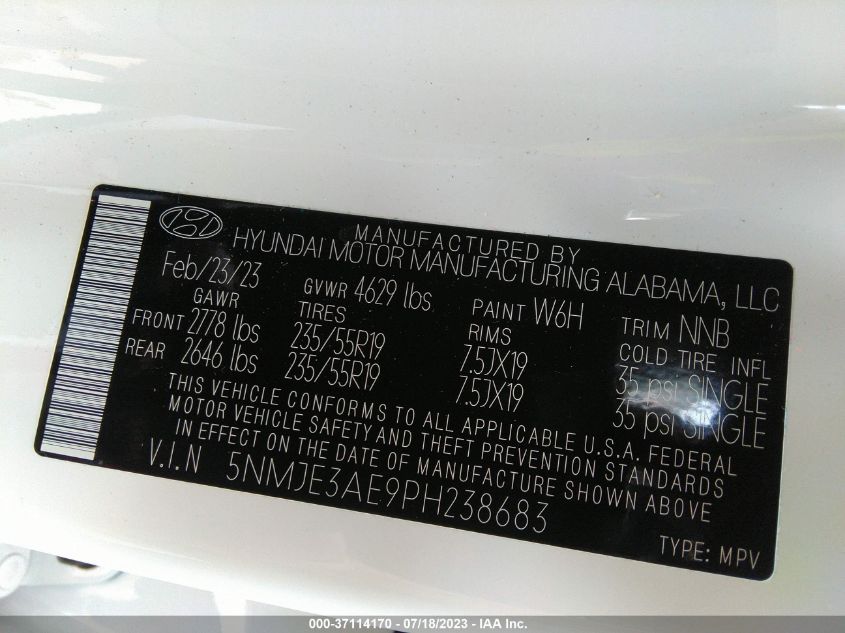 MANUFACTURED BY
HYUNDAI MOTOR MANUFACTURING ALABAMA, LLC
Feb/23/23 GVWR 4629 lbs PAINT W6H TRIM NNB
GAWR TIRES RIMS COLD TIRE INFL
FRONT 2778 lbs 235/55R19 7.5JX19 35 psi SINGLE
REAR 2646 lbs 235/55R19 7.5JX19 35 psi SINGLE
THIS VEHICLE CONFORMS TO ALL APPLICABLE U.S.A. FEDERAL
MOTOR VEHICLE SAFETY AND THEFT PREVENTION STANDARDS
IN EFFECT ON THE DATE OF MANUFACTURE SHOWN ABOVE
V.I.N 5NMJE3AE9PH238683
TYPE: MPV
000-37114170 - 07/18/2023 - IAA Inc.